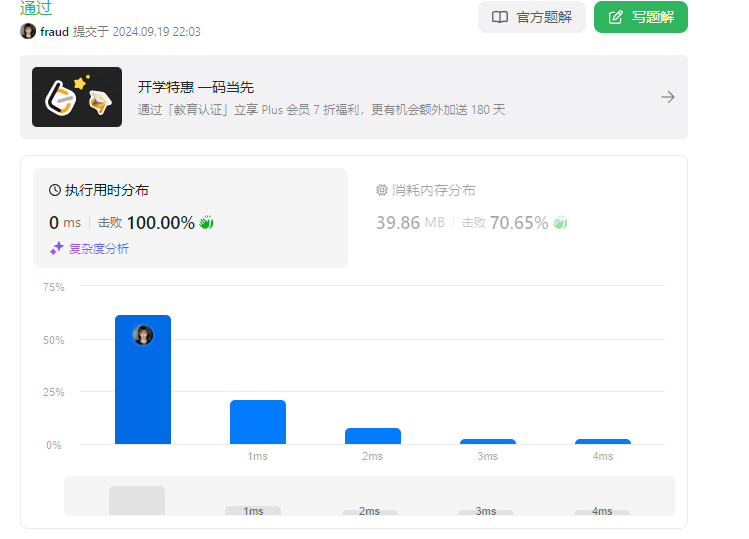 通过
官方题解 写题解
fraud 提交于 2024.09.19 22:03
开学特惠 一码当先
通过「教育认证」立享 Plus 会员 7 折福利，更有机会额外加送 180 天
执行用时分布 消耗内存分布
0 ms 击败 100.00% 39.86 MB 击败 70.65%
复杂度分析
75%
50%
25%
0%
1ms 2ms 3ms 4ms
1ms 2ms 3ms 4ms